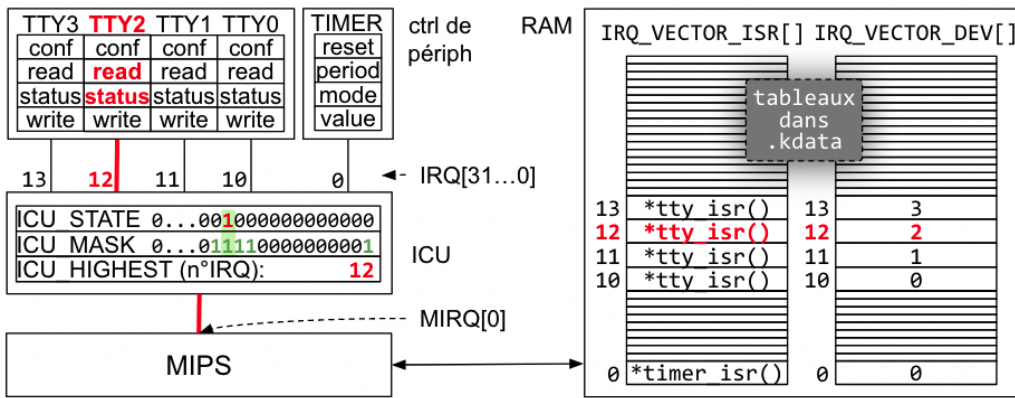 TTY3 TTY2 TTY1 TTY0
conf conf conf conf
read read read read
status status status status
write write write write
TIMER
reset
period
mode
value
ctrl de
périph
13 12 11 10 0
IRQ[31...0]
ICU_STATE 0...001000000000000
ICU_MASK 0...01111000000001
ICU_HIGHEST (n°IRQ): 12
ICU
MIRQ[0]
MIPS
RAM
IRQ_VECTOR_ISR[] IRQ_VECTOR_DEV[]
tableaux
dans
.kdata
13 *tty_isr() 13 3
12 *tty_isr() 12 2
11 *tty_isr() 11 1
10 *tty_isr() 10 0
0 *timer_isr() 0 0